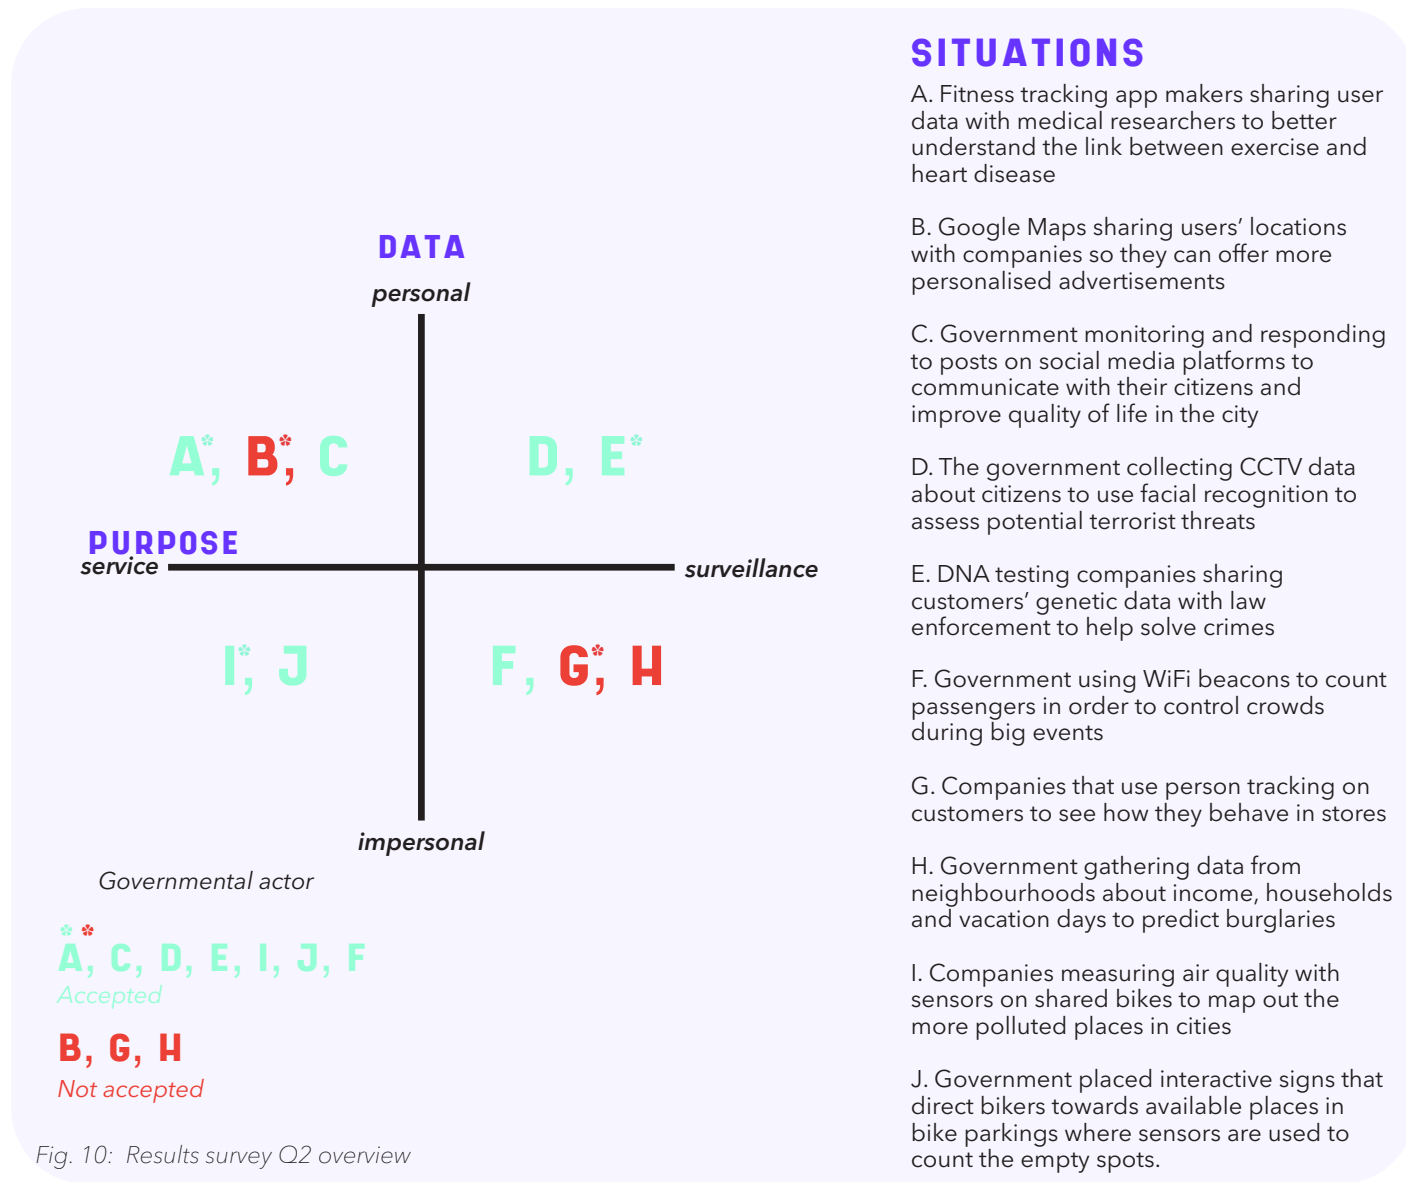 DATA
personal
A*, B*, C
D, E*
PURPOSE
service
surveillance
I*, J
F, G*, H
impersonal
Governmental actor
* *
A, C, D, E, I, J, F
Accepted
B, G, H
Not accepted
Fig. 10: Results survey Q2 overview
SITUATIONS
A. Fitness tracking app makers sharing user
data with medical researchers to better
understand the link between exercise and
heart disease
B. Google Maps sharing users’ locations
with companies so they can offer more
personalised advertisements
C. Government monitoring and responding
to posts on social media platforms to
communicate with their citizens and
improve quality of life in the city
D. The government collecting CCTV data
about citizens to use facial recognition to
assess potential terrorist threats
E. DNA testing companies sharing
customers’ genetic data with law
enforcement to help solve crimes
F. Government using WiFi beacons to count
passengers in order to control crowds
during big events
G. Companies that use person tracking on
customers to see how they behave in stores
H. Government gathering data from
neighbourhoods about income, households
and vacation days to predict burglaries
I. Companies measuring air quality with
sensors on shared bikes to map out the
more polluted places in cities
J. Government placed interactive signs that
direct bikers towards available places in
bike parkings where sensors are used to
count the empty spots.